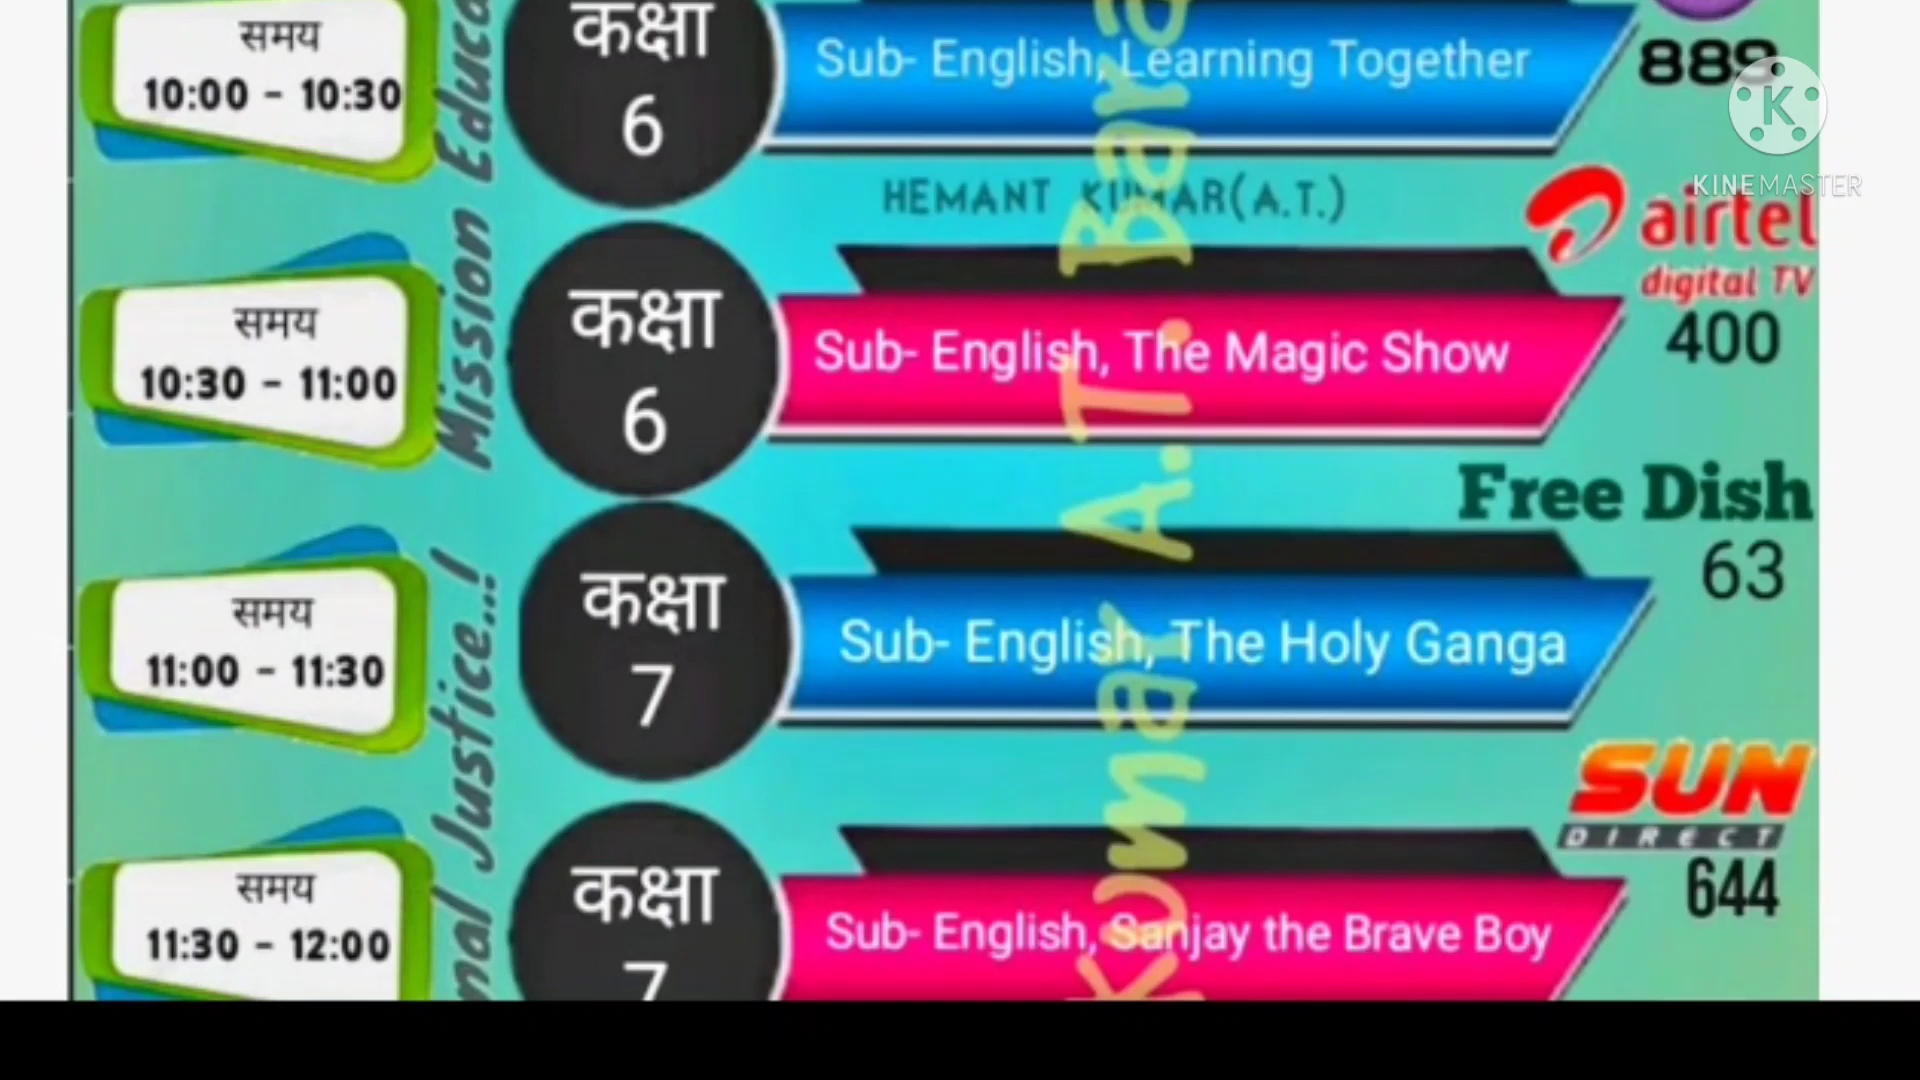 समय
10:00 - 10:30
कक्षा
6
Sub- English, Learning Together
889
K
KINEMASTER
HEMANT KUMAR(A.T.)
airtel
digital TV
400
समय
10:30 - 11:00
कक्षा
6
Sub- English, The Magic Show
Free Dish
63
समय
11:00 - 11:30
कक्षा
7
Sub- English, The Holy Ganga
SUN
DIRECT
644
समय
11:30 - 12:00
कक्षा
7
Sub- English, Sanjay the Brave Boy
Mission
Justice..!
Kumar A.T.